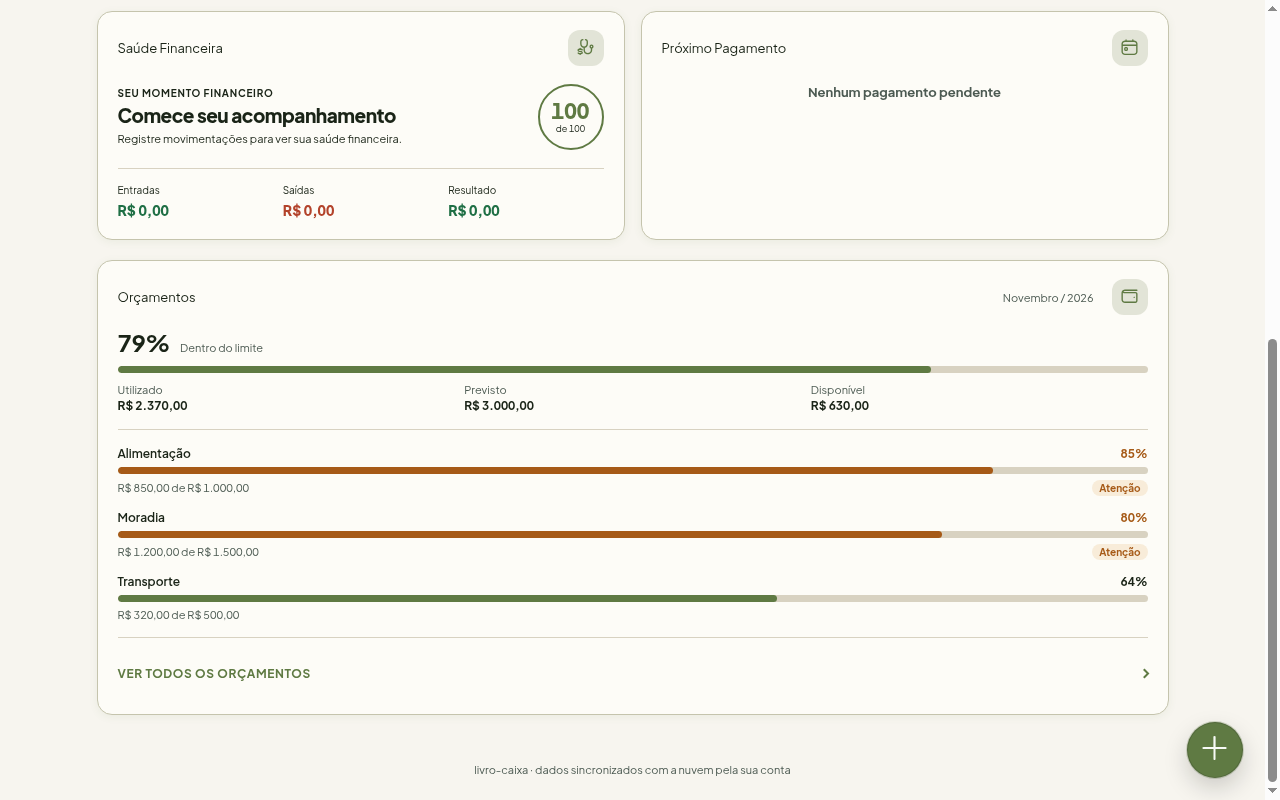 Saúde Financeira
SEU MOMENTO FINANCEIRO
Comece seu acompanhamento
Registre movimentações para ver sua saúde financeira.
100
de 100
Entradas
R$ 0,00
Saídas
R$ 0,00
Resultado
R$ 0,00
Próximo Pagamento
Nenhum pagamento pendente
Orçamentos
Novembro / 2026
79% Dentro do limite
Utilizado
R$ 2.370,00
Previsto
R$ 3.000,00
Disponível
R$ 630,00
Alimentação 85%
R$ 850,00 de R$ 1.000,00 Atenção
Moradia 80%
R$ 1.200,00 de R$ 1.500,00 Atenção
Transporte 64%
R$ 320,00 de R$ 500,00
VER TODOS OS ORÇAMENTOS
livro-caixa · dados sincronizados com a nuvem pela sua conta